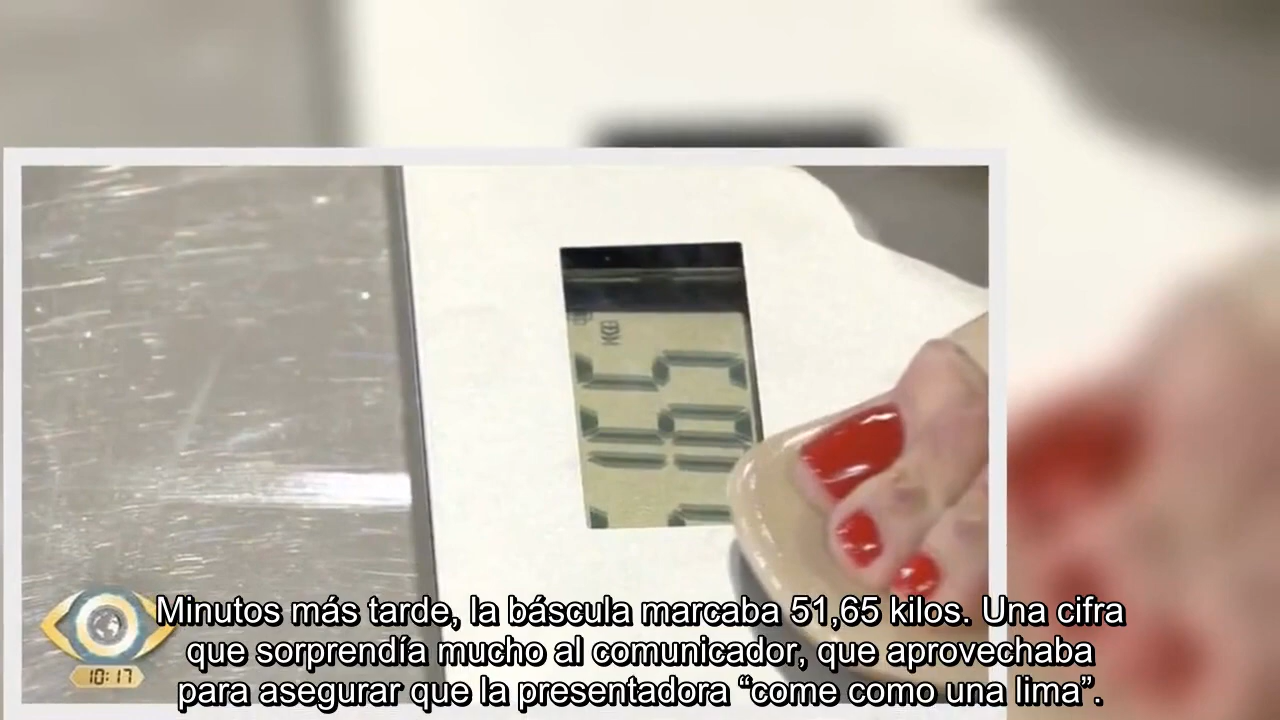 10:17
Minutos más tarde, la báscula marcaba 51,65 kilos. Una cifra
que sorprendía mucho al comunicador, que aprovechaba
para asegurar que la presentadora “come como una lima”.